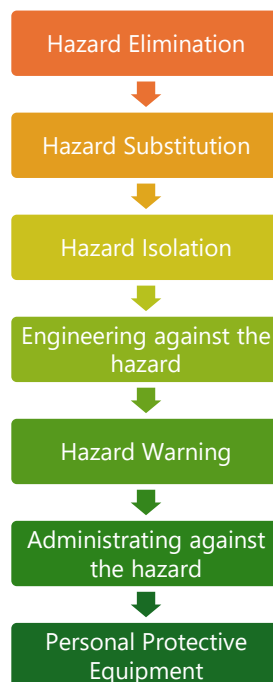 Hazard Elimination
Hazard Substitution
Hazard Isolation
Engineering against the
hazard
Hazard Warning
Administrating against
the hazard
Personal Protective
Equipment